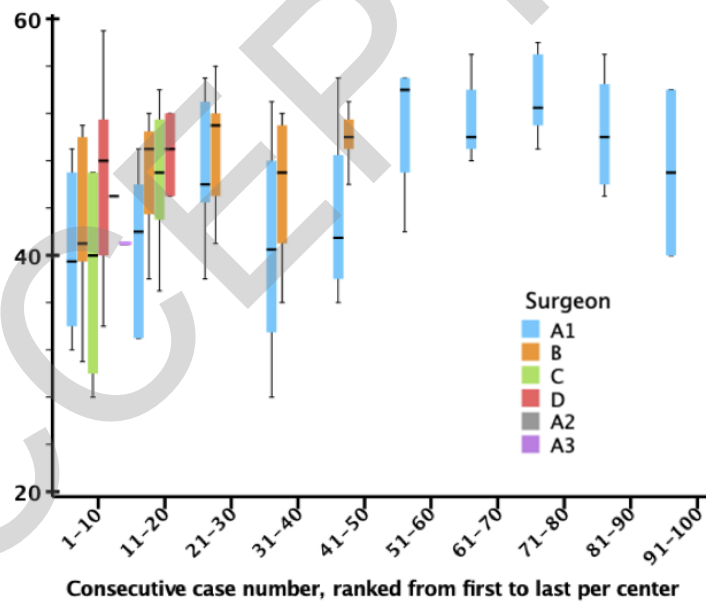 60
40
20
Surgeon
A1
B
C
D
A2
A3
1-10
11-20
21-30
31-40
41-50
51-60
61-70
71-80
81-90
91-100
Consecutive case number, ranked from first to last per center